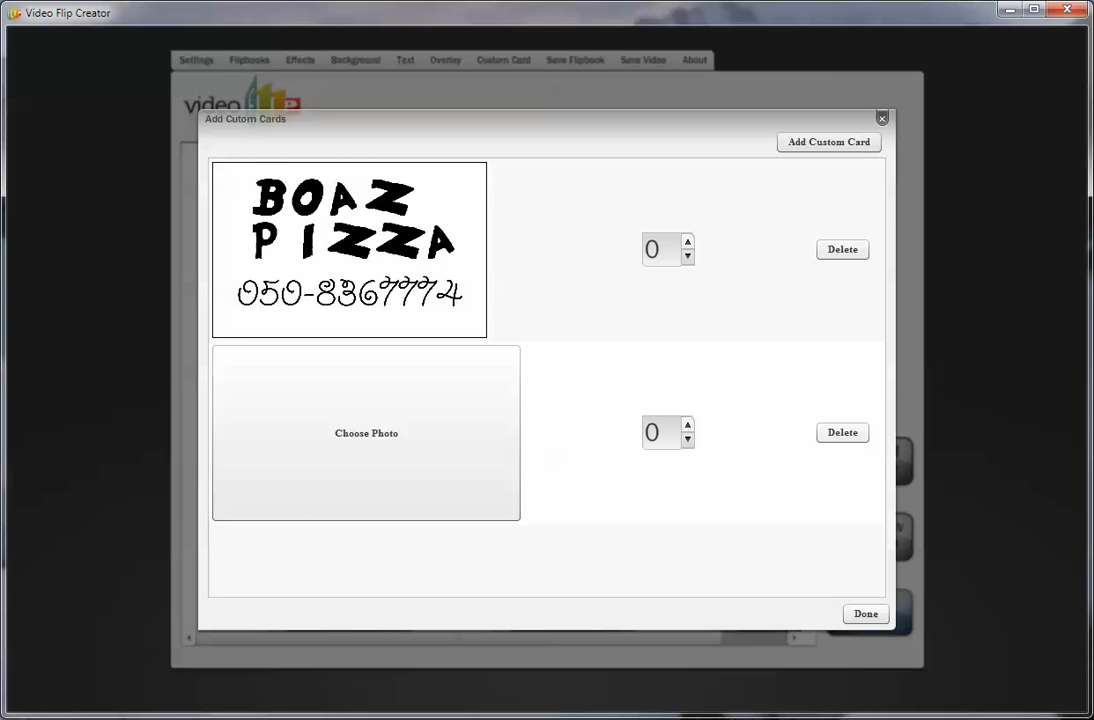 Video Flip Creator
Settings Flipbooks Effects Background Text Overlay Custom Card Save Flipbook Save Video About
video
Add Cutom Cards
Add Custom Card
BOAZ
PIZZA
050-8367774
0
Delete
Choose Photo
0
Delete
Done